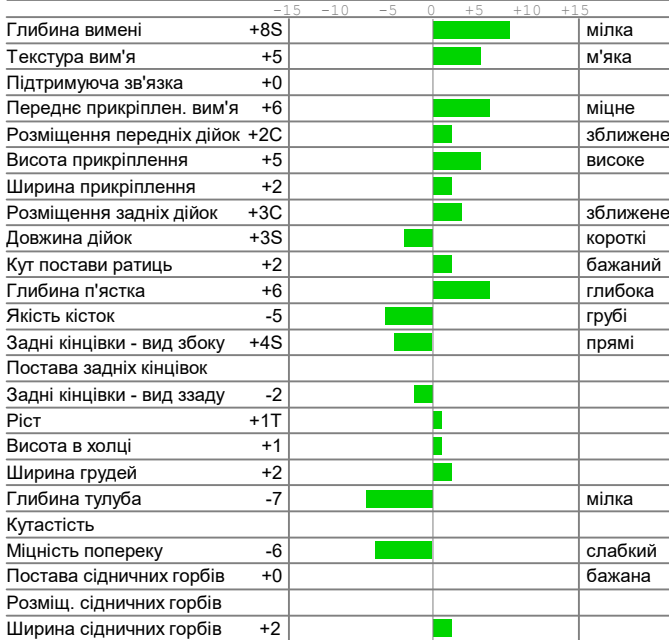 -15 -10 -5 0 +5 +10 +15
Глибина вимені +8S мілка
Текстура вим'я +5 м'яка
Підтримуюча зв'язка +0
Переднє прикріплен. вим'я +6 міцне
Розміщення передніх дійок +2C зближене
Висота прикріплення +5 високе
Ширина прикріплення +2
Розміщення задніх дійок +3C зближене
Довжина дійок +3S короткі
Кут постави ратиць +2 бажаний
Глибина п'ястка +6 глибока
Якість кісток -5 грубі
Задні кінцівки - вид збоку +4S прямі
Постава задніх кінцівок
Задні кінцівки - вид ззаду -2
Ріст +1T
Висота в холці +1
Ширина грудей +2
Глибина тулуба -7 мілка
Кутастість
Міцність попереку -6 слабкий
Постава сідничних горбів +0 бажана
Розміщ. сідничних горбів
Ширина сідничних горбів +2